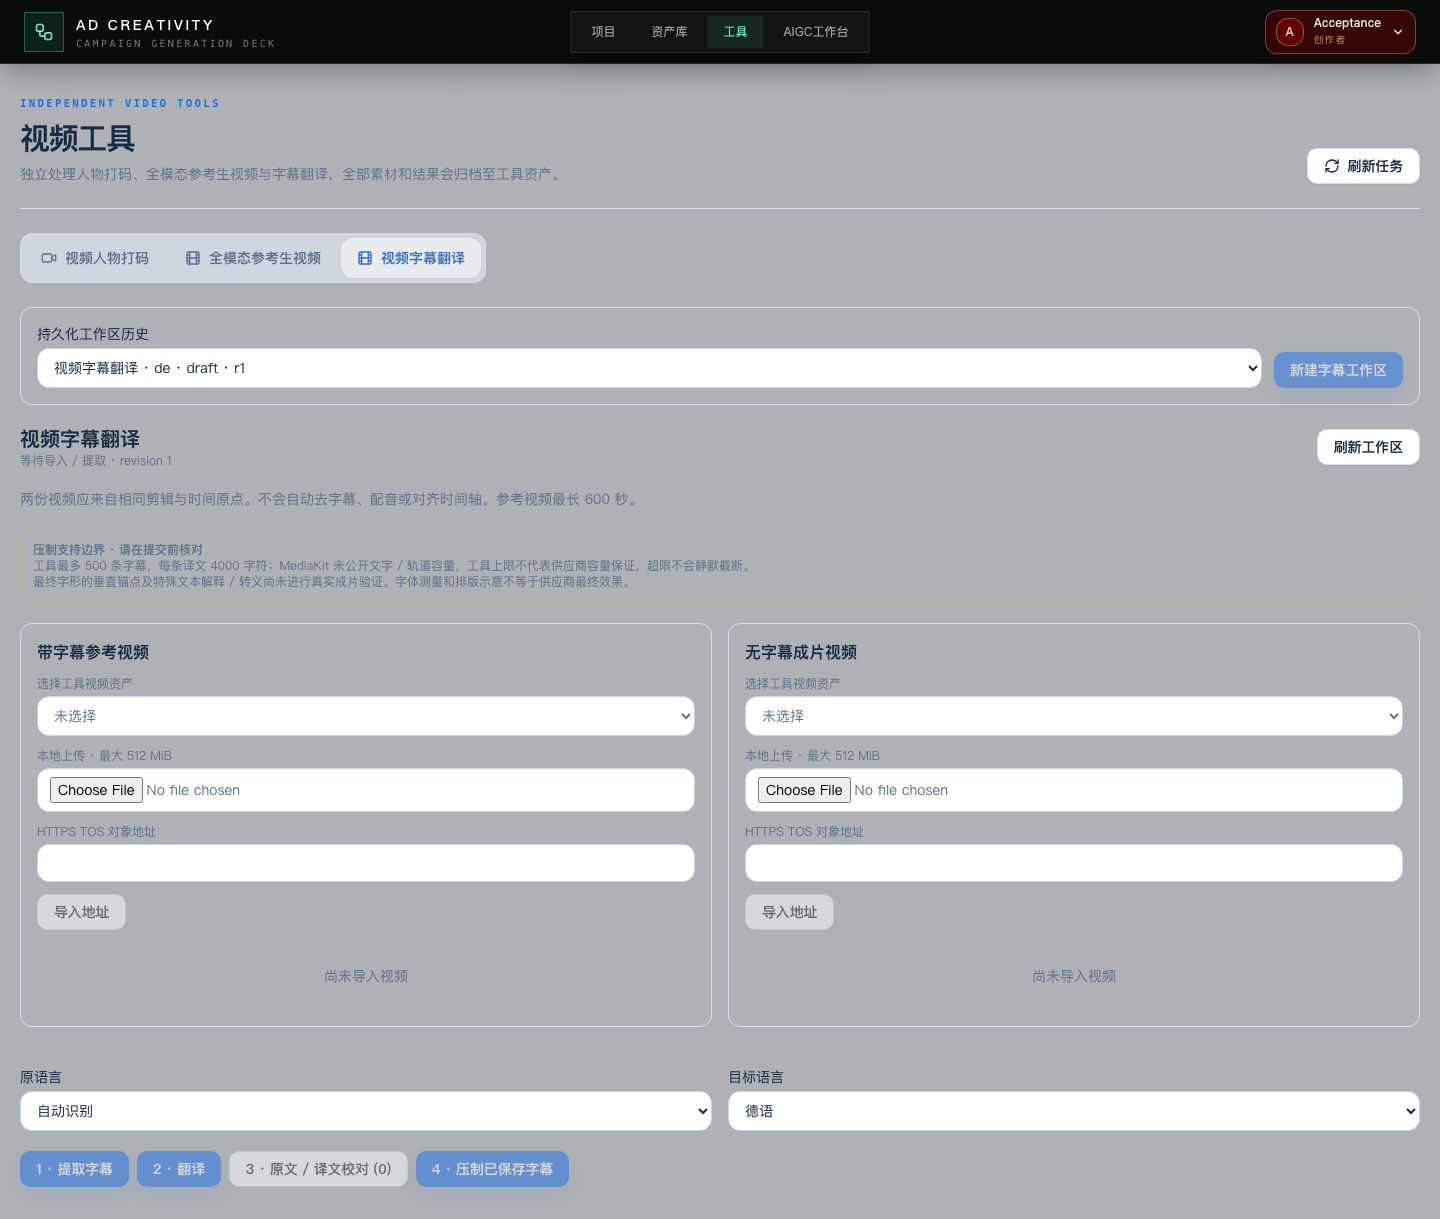 AD CREATIVITY
CAMPAIGN GENERATION DECK
项目
资产库
工具
AIGC工作台
A
Acceptance
创作者
INDEPENDENT VIDEO TOOLS
视频工具
独立处理人物打码、全模态参考生视频与字幕翻译，全部素材和结果会归档至工具资产。
刷新任务
视频人物打码
全模态参考生视频
视频字幕翻译
持久化工作区历史
视频字幕翻译 · de · draft · r1
新建字幕工作区
视频字幕翻译
等待导入 / 提取 · revision 1
刷新工作区
两份视频应来自相同剪辑与时间原点。不会自动去字幕、配音或对齐时间轴。参考视频最长 600 秒。
压制支持边界 · 请在提交前核对
工具最多 500 条字幕，每条译文 4000 字符；MediaKit 未公开文字 / 轨道容量，工具上限不代表供应商容量保证，超限不会静默截断。
最终字形的垂直锚点及特殊文本解释 / 转义尚未进行真实成片验证。字体测量和排版示意不等于供应商最终效果。
带字幕参考视频
选择工具视频资产
未选择
本地上传 · 最大 512 MiB
Choose File No file chosen
HTTPS TOS 对象地址
导入地址
尚未导入视频
无字幕成片视频
选择工具视频资产
未选择
本地上传 · 最大 512 MiB
Choose File No file chosen
HTTPS TOS 对象地址
导入地址
尚未导入视频
原语言
自动识别
目标语言
德语
1 · 提取字幕
2 · 翻译
3 · 原文 / 译文校对 (0)
4 · 压制已保存字幕